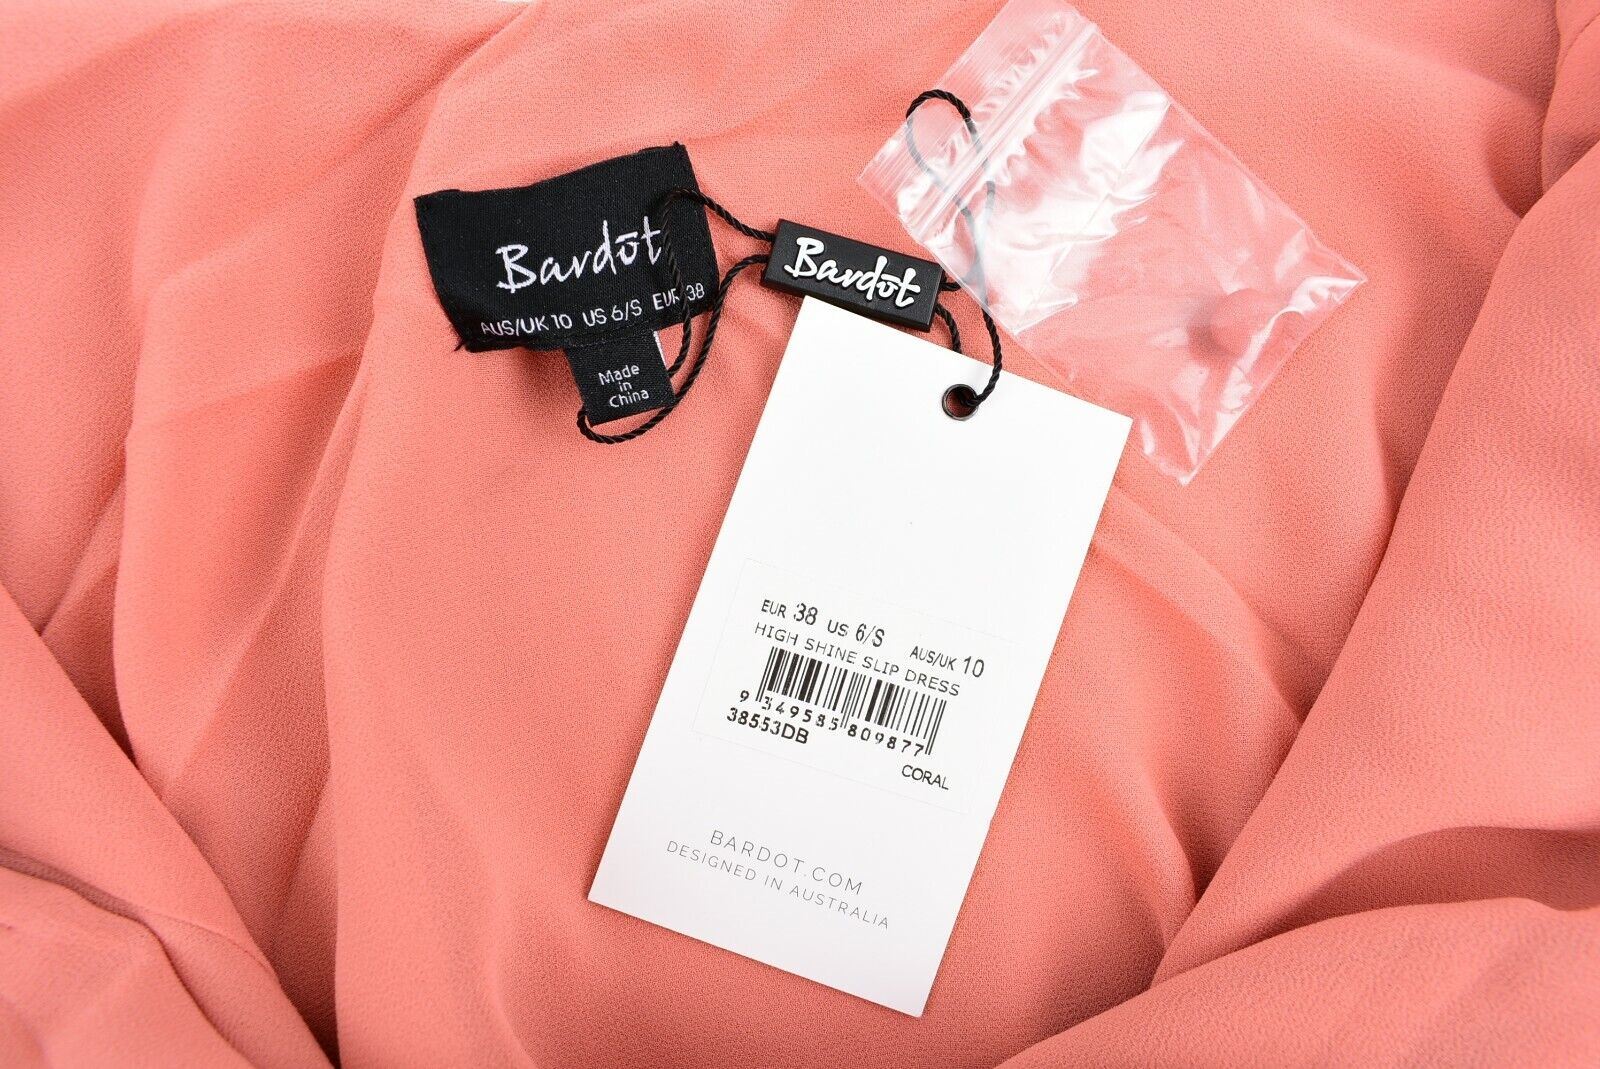 Bardot
AUS/UK 10 US 6/S EUR 38
Made
in
China
Bardot
EUR 38 US 6/S AUS/UK 10
HIGH SHINE SLIP DRESS
9 349585 809877
38553DB
CORAL
BARDOT.COM
DESIGNED IN AUSTRALIA